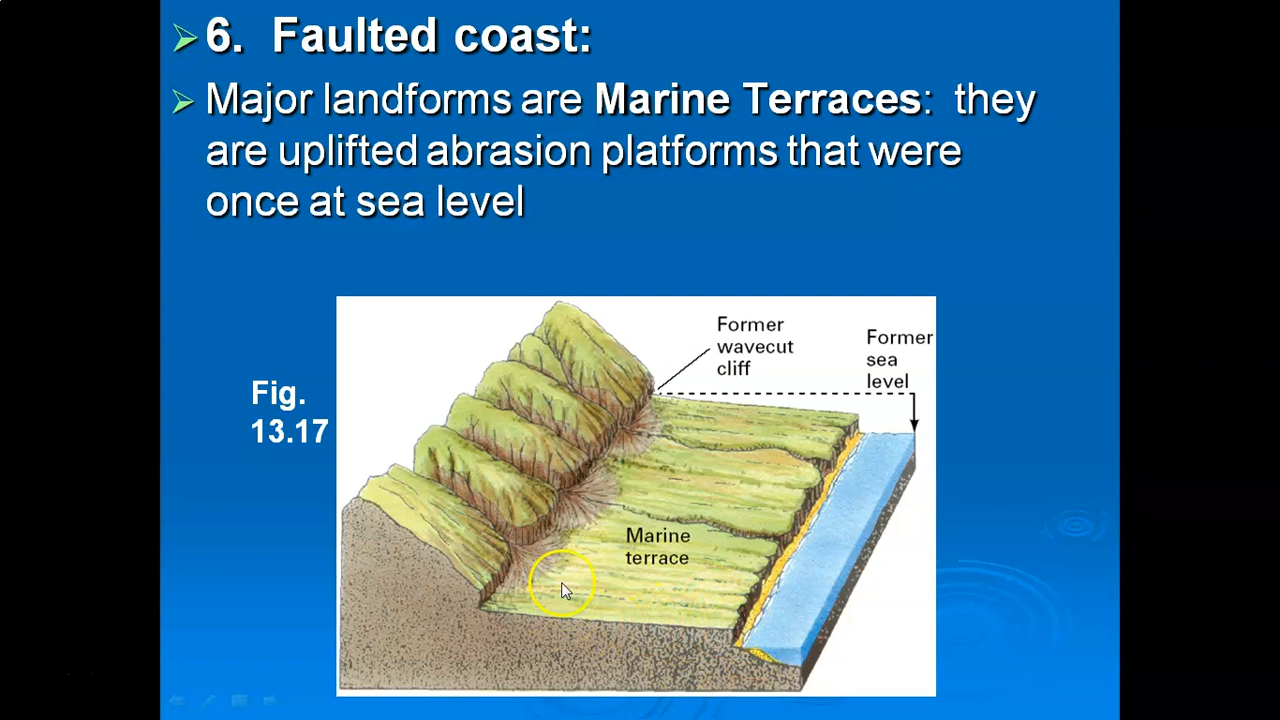 6. Faulted coast:
Major landforms are Marine Terraces: they
are uplifted abrasion platforms that were
once at sea level
Fig.
13.17
Former
wavecut
cliff
Former
sea
level
Marine
terrace